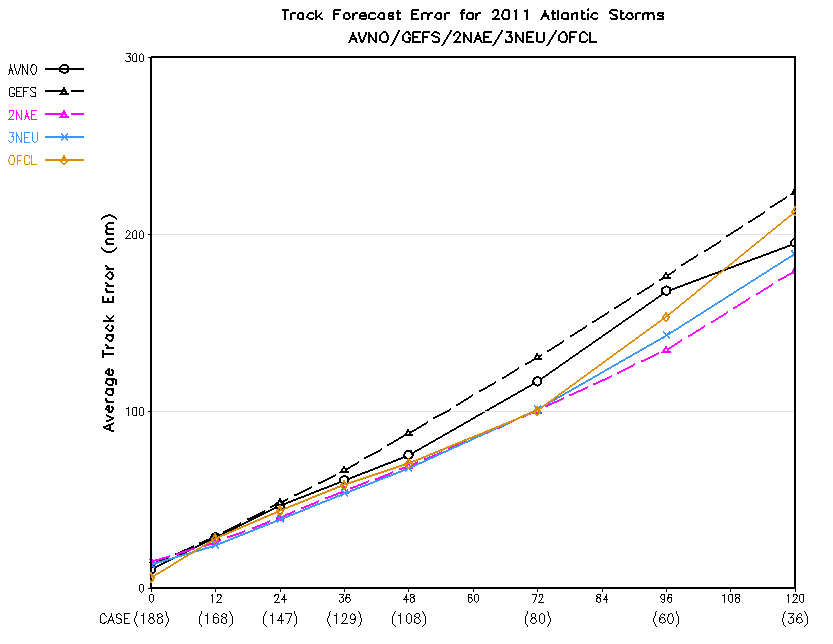 Track Forecast Error for 2011 Atlantic Storms
AVNO/GEFS/2NAE/3NEU/OFCL
AVNO
GEFS
2NAE
3NEU
OFCL
Average Track Error (nm)
300
200
100
0
0 12 24 36 48 60 72 84 96 108 120
CASE (188) (168) (147) (129) (108) (80) (60) (36)